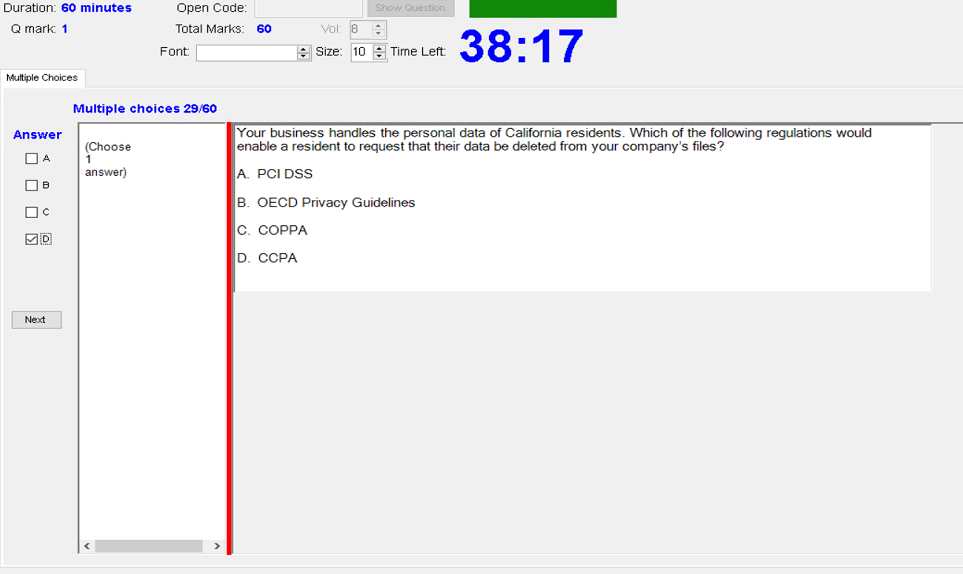 Duration: 60 minutes Open Code: Show Question
Q mark: 1 Total Marks: 60 Vol: 8
Font: Size: 10 Time Left: 38:17
Multiple Choices
Multiple choices 29/60
Answer
A
B
C
D
Next
(Choose
1
answer)
Your business handles the personal data of California residents. Which of the following regulations would
enable a resident to request that their data be deleted from your company's files?
A. PCI DSS
B. OECD Privacy Guidelines
C. COPPA
D. CCPA